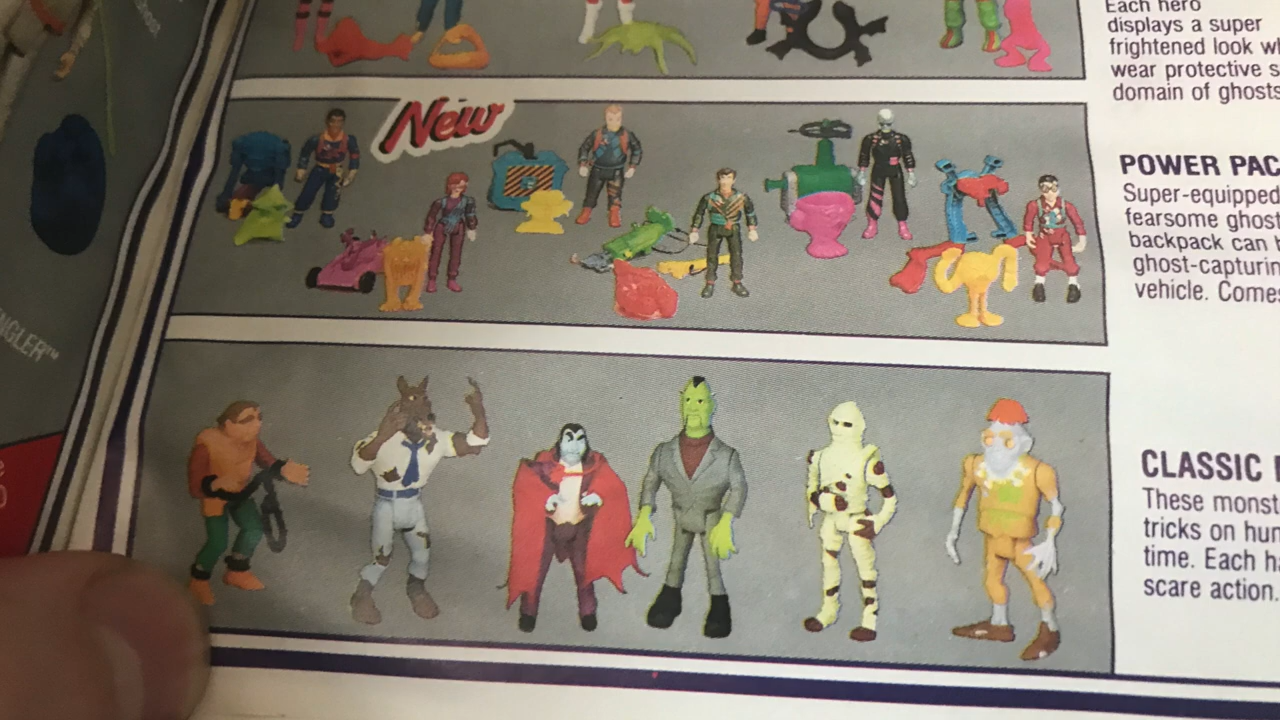 Each hero
displays a super
frightened look wh
wear protective s
domain of ghosts
New
POWER PAC
Super-equipped
fearsome ghost
backpack can b
ghost-capturin
vehicle. Comes
NGLER™
CLASSIC
These monst
tricks on hum
time. Each ha
scare action.